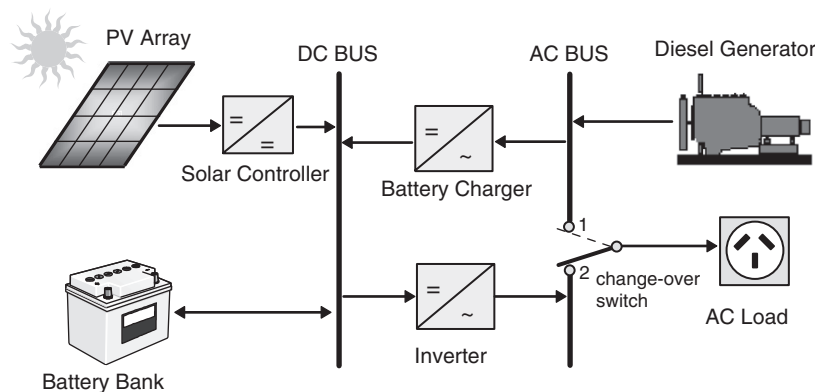 PV Array
DC BUS
AC BUS
Diesel Generator
=
=
=
~
Solar Controller
Battery Charger
1
2
change-over
switch
=
~
AC Load
Inverter
Battery Bank